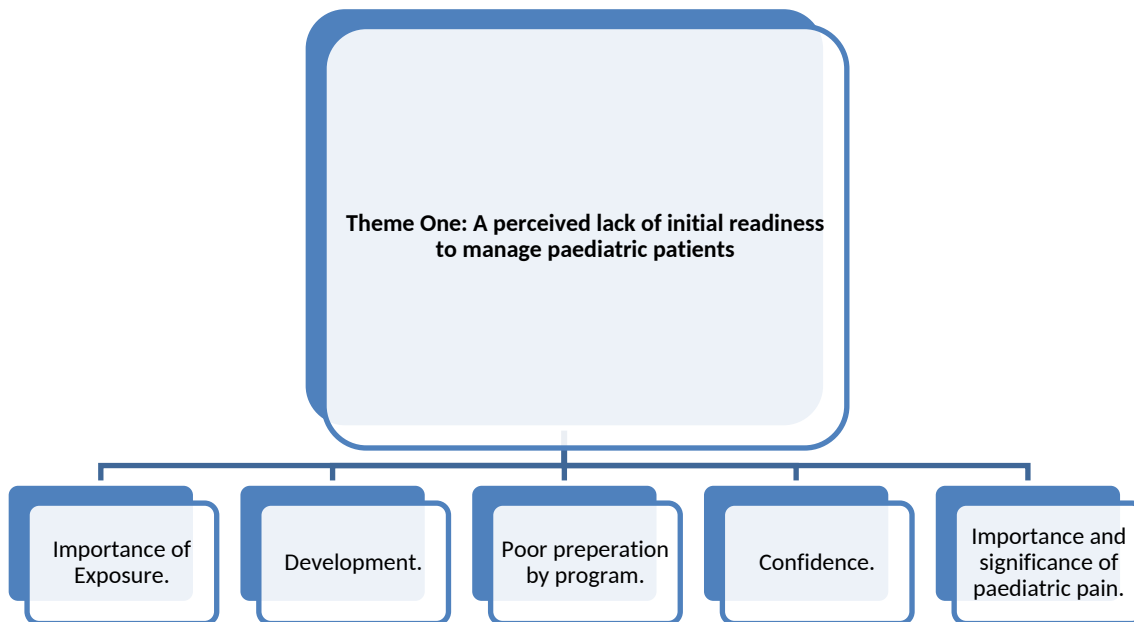 Theme One: A perceived lack of initial readiness
to manage paediatric patients
Importance of
Exposure.
Development.
Poor preperation
by program.
Confidence.
Importance and
significance of
paediatric pain.